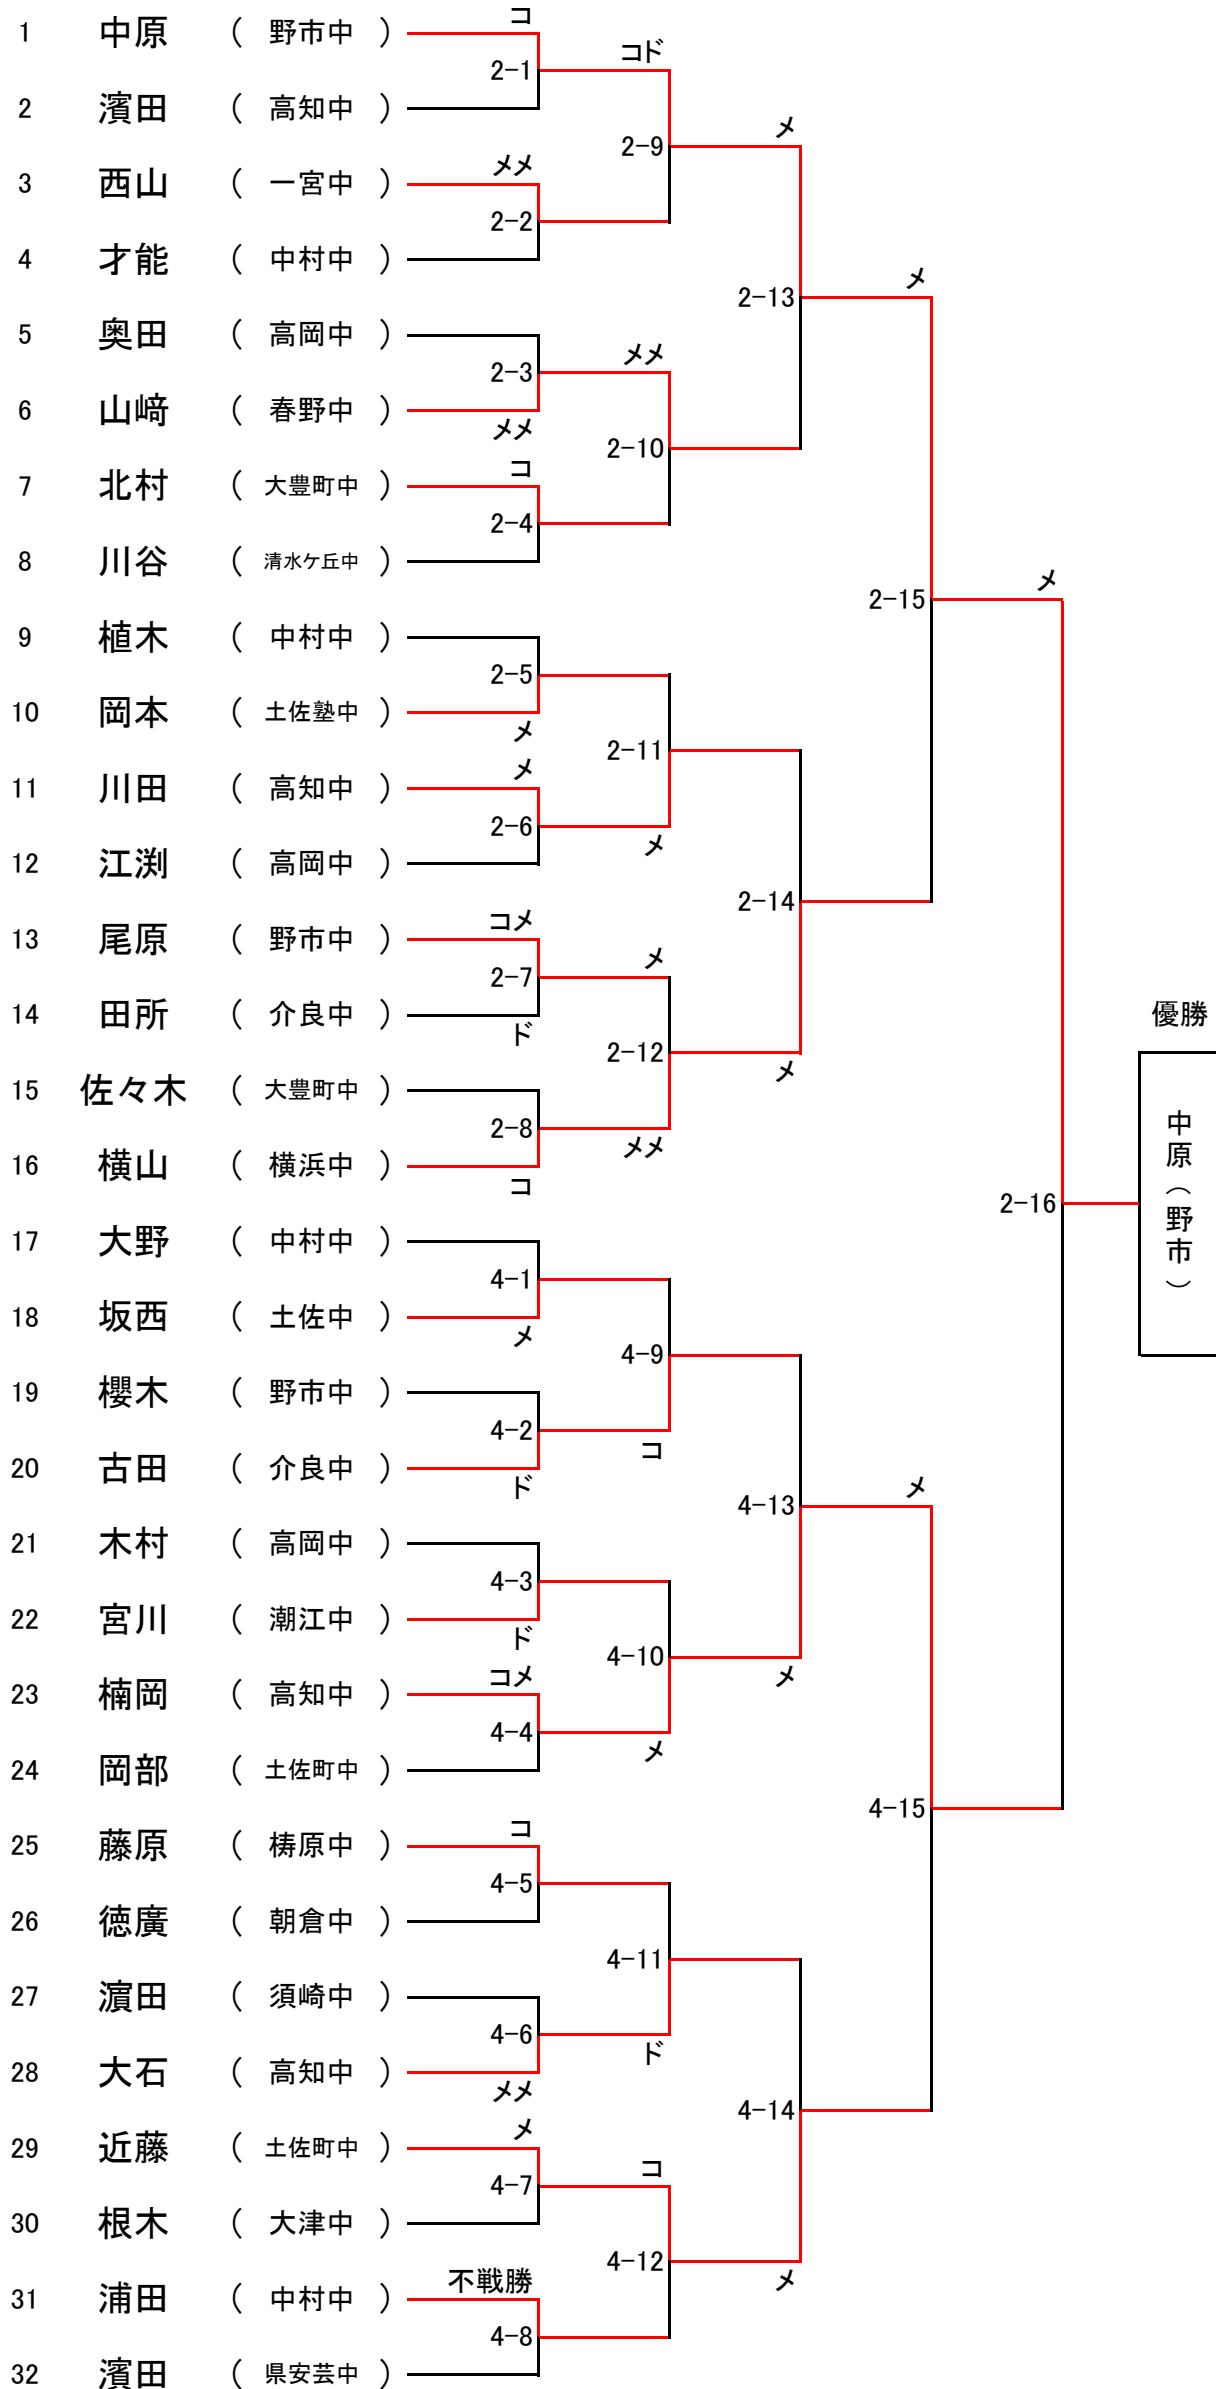 コ
1 中原 ( 野市中 )
コド
2-1
2 濱田 ( 高知中 )
メ
2-9
メメ
3 西山 ( 一宮中 )
2-2
4 才能 ( 中村中 )
メ
2-13
5 奥田 ( 高岡中 )
メメ
2-3
6 山﨑 ( 春野中 )
メメ
2-10
コ
7 北村 ( 大豊町中 )
2-4
8 川谷 ( 清水ケ丘中 )
メ
2-15
9 植木 ( 中村中 )
2-5
10 岡本 ( 土佐塾中 )
メ
2-11
メ
11 川田 ( 高知中 )
2-6
メ
12 江渕 ( 高岡中 )
2-14
コメ
13 尾原 ( 野市中 )
メ
2-7
14 田所 ( 介良中 )
優勝
ド
2-12
メ
15 佐々木 ( 大豊町中 )
2-8
メメ
16 横山 ( 横浜中 )
コ
中原(野市)
2-16
17 大野 ( 中村中 )
4-1
18 坂西 ( 土佐中 )
メ
4-9
19 櫻木 ( 野市中 )
4-2
コ
20 古田 ( 介良中 )
ド
メ
4-13
21 木村 ( 高岡中 )
4-3
22 宮川 ( 潮江中 )
ド
4-10
メ
コメ
23 楠岡 ( 高知中 )
4-4
メ
24 岡部 ( 土佐町中 )
4-15
コ
25 藤原 ( 梼原中 )
4-5
26 徳廣 ( 朝倉中 )
4-11
27 濵田 ( 須崎中 )
4-6
ド
28 大石 ( 高知中 )
メメ
4-14
メ
29 近藤 ( 土佐町中 )
コ
4-7
30 根木 ( 大津中 )
4-12
メ
不戦勝
31 浦田 ( 中村中 )
4-8
32 濱田 ( 県安芸中 )